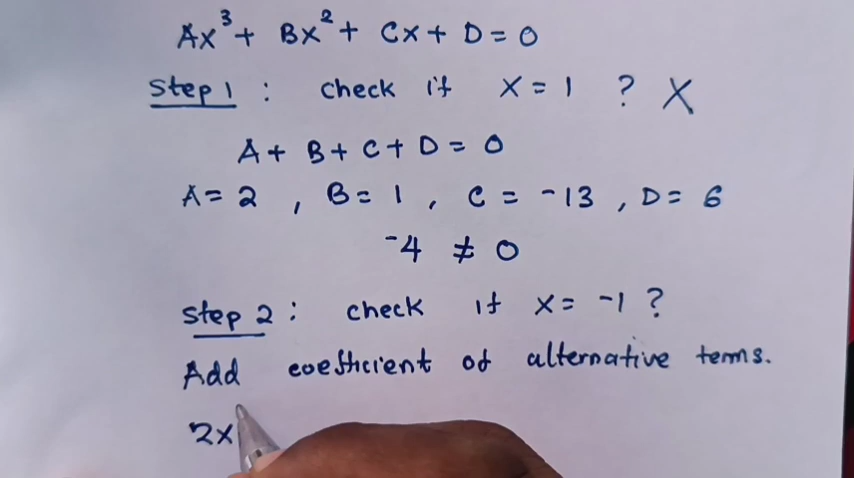 Ax³ + Bx² + Cx + D = 0
Step 1 : check if x = 1 ? X
A + B + C + D = 0
A = 2 , B = 1 , C = -13 , D = 6
-4 ≠ 0
Step 2 : check if x = -1 ?
Add coefficient of alternative terms.
2x